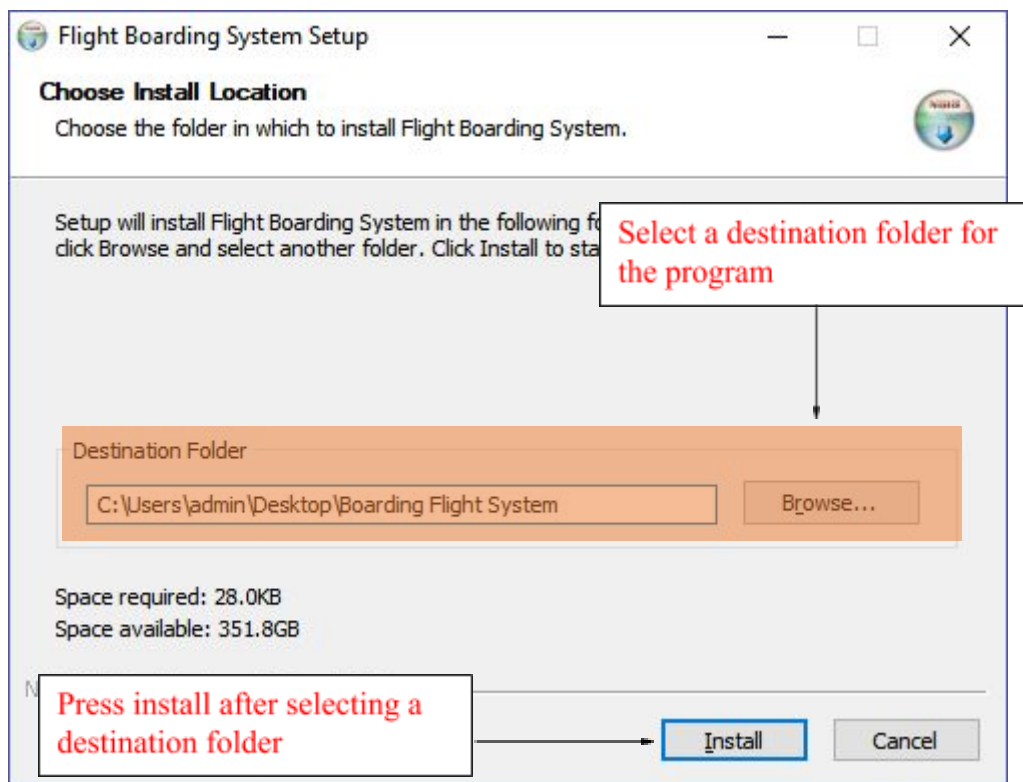 Flight Boarding System Setup
Choose Install Location
Choose the folder in which to install Flight Boarding System.
Setup will install Flight Boarding System in the following fo
click Browse and select another folder. Click Install to sta
Select a destination folder for
the program
Destination Folder
C:\Users\admin\Desktop\Boarding Flight System
Browse...
Space required: 28.0KB
Space available: 351.8GB
N
Press install after selecting a
destination folder
Install
Cancel